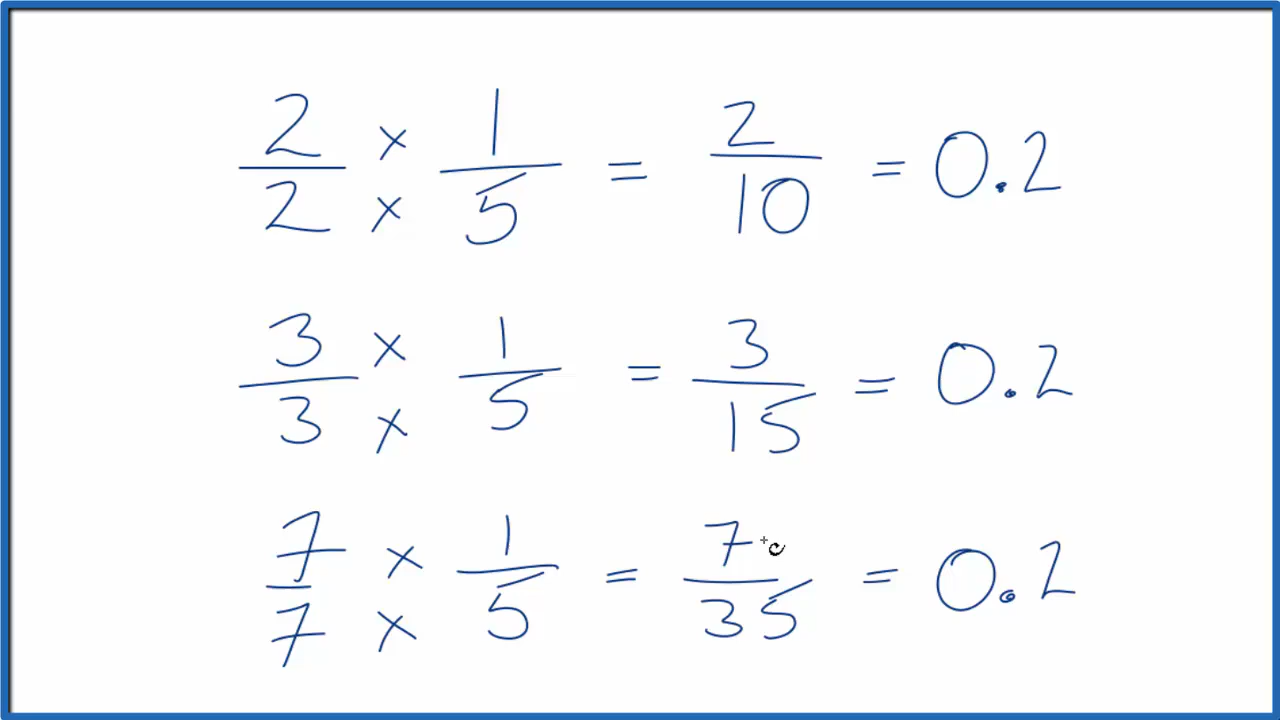 2/2 × 1/5 = 2/10 = 0.2
3/3 × 1/5 = 3/15 = 0.2
7/7 × 1/5 = 7/35 = 0.2